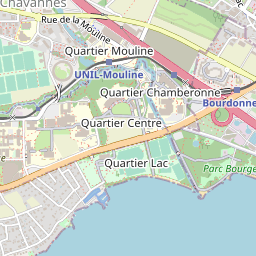 Chavannes
Rue de la Mouline
Quartier Mouline
UNIL-Mouline
Quartier Chamberonne
Bourdonne
Quartier Centre
Quartier Lac
Parc Bourge